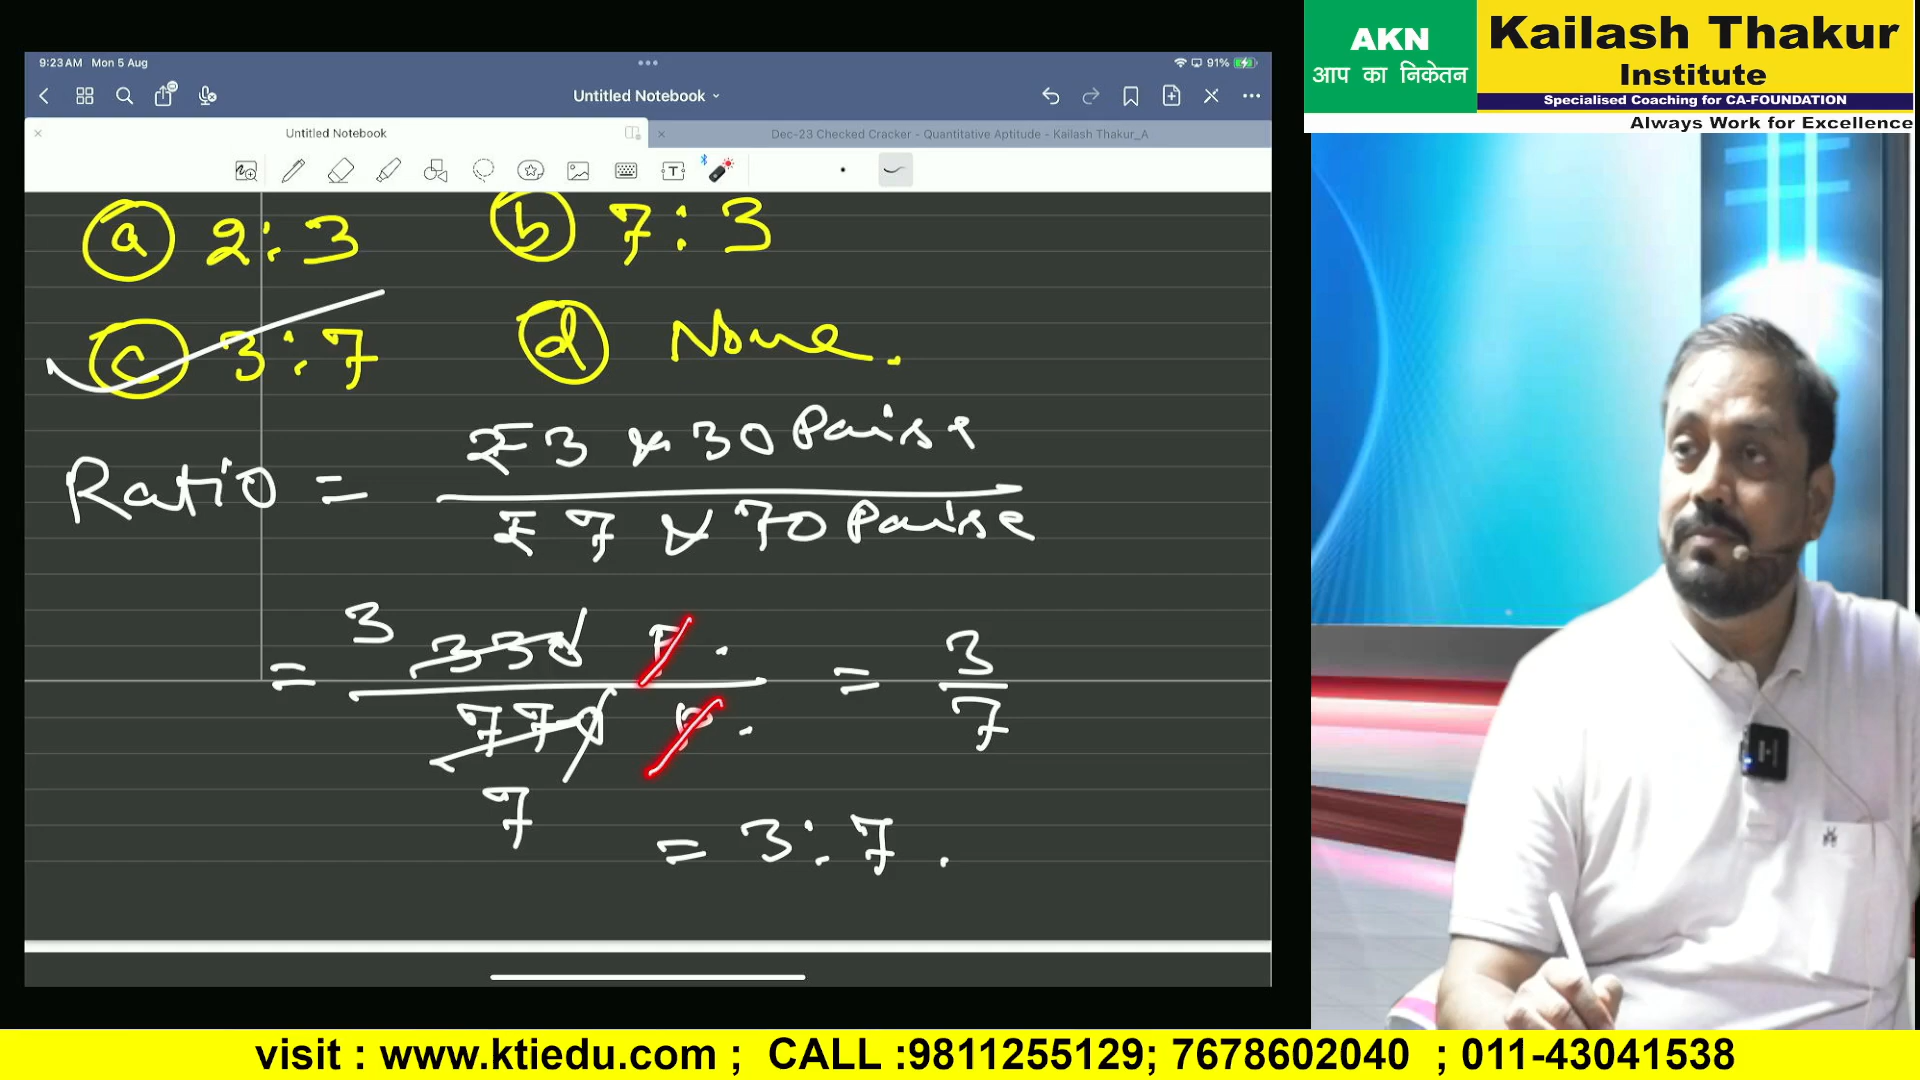 AKN
आप का निकेतन
Kailash Thakur
Institute
Specialised Coaching for CA-FOUNDATION
Always Work for Excellence
9:23 AM Mon 5 Aug
91%
Untitled Notebook
Untitled Notebook
Dec-23 Checked Cracker - Quantitative Aptitude - Kailash Thakur_A
T
a 2:3 b 7:3
c 3:7 d None.
Ratio = ₹3 & 30 Paise
₹7 & 70 Paise
= 3 330 P. = 3
770 P. 7
7
= 3:7.
visit : www.ktiedu.com ; CALL :9811255129; 7678602040 ; 011-43041538